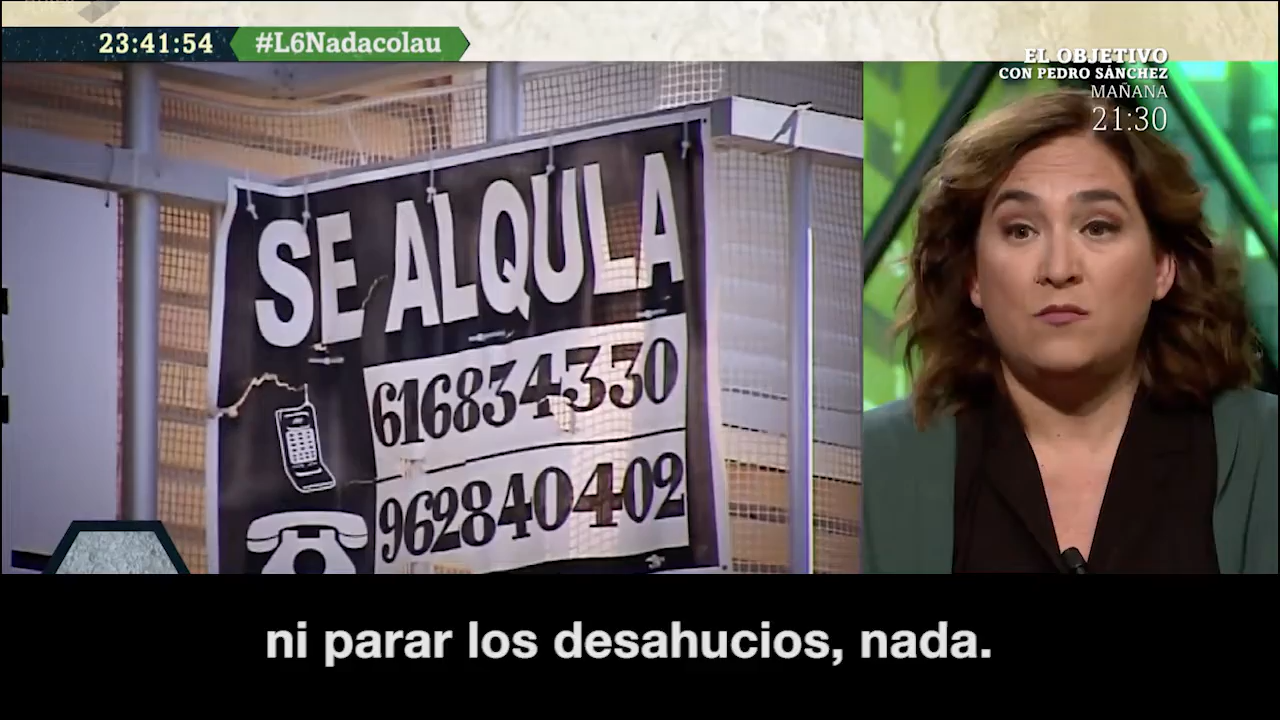 23:41:54
#L6Nadacolau
EL OBJETIVO
CON PEDRO SÁNCHEZ
MAÑANA
21:30
SE ALQULA
616834330
962840402
ni parar los desahucios, nada.